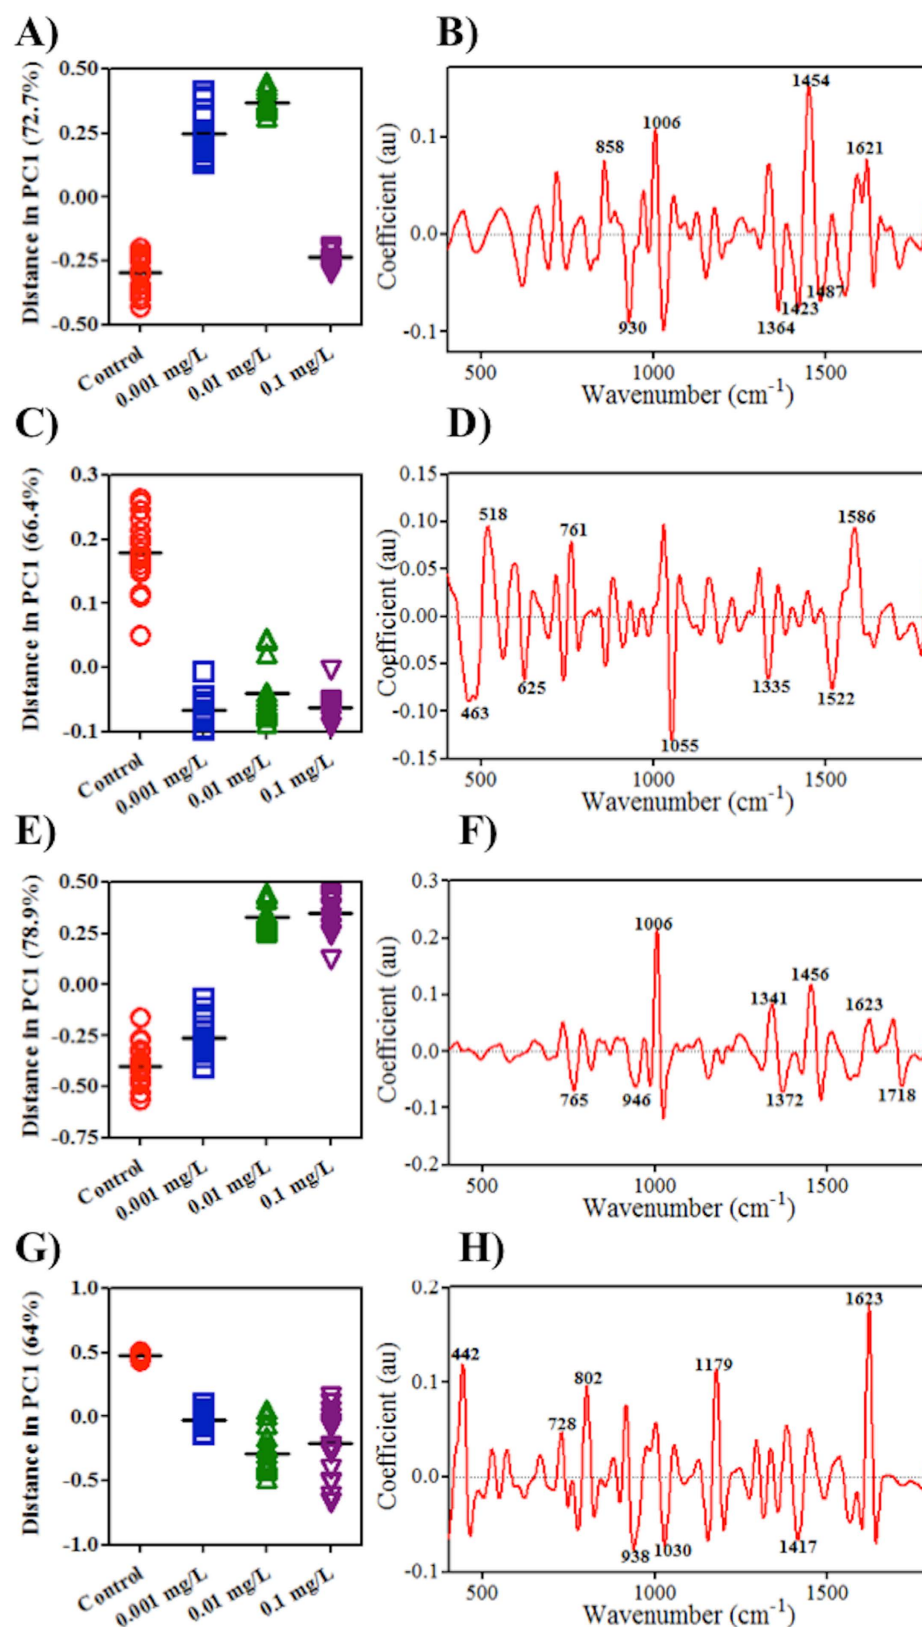 A)
B)
Distance in PC1 (72.7%)
0.50
0.25
0.00
-0.25
-0.50
Control
0.001 mg/L
0.01 mg/L
0.1 mg/L
Coefficient (au)
0.1
0.0
-0.1
858
930
1006
1364
1423
1454
1487
1621
500
1000
1500
Wavenumber (cm-1)
C)
D)
Distance in PC1 (66.4%)
0.3
0.2
0.1
0.0
-0.1
Control
0.001 mg/L
0.01 mg/L
0.1 mg/L
Coefficient (au)
0.15
0.10
0.05
0.00
-0.05
-0.10
-0.15
463
518
625
761
1055
1335
1522
1586
500
1000
1500
Wavenumber (cm-1)
E)
F)
Distance in PC1 (78.9%)
0.50
0.25
0.00
-0.25
-0.50
-0.75
Control
0.001 mg/L
0.01 mg/L
0.1 mg/L
Coefficient (au)
0.3
0.2
0.1
0.0
-0.1
-0.2
765
946
1006
1341
1372
1456
1623
1718
500
1000
1500
Wavenumber (cm-1)
G)
H)
Distance in PC1 (64%)
1.0
0.5
0.0
-0.5
-1.0
Control
0.001 mg/L
0.01 mg/L
0.1 mg/L
Coefficient (au)
0.2
0.1
0.0
-0.1
442
728
802
938
1030
1179
1417
1623
500
1000
1500
Wavenumber (cm-1)